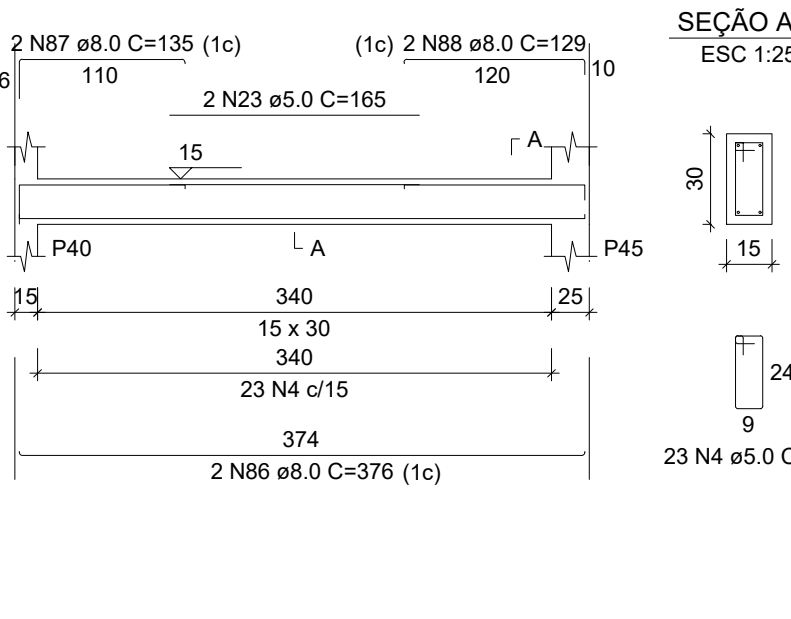 SEÇÃO A
ESC 1:25
2 N87 ø8.0 C=135 (1c)
(1c) 2 N88 ø8.0 C=129
6
110
120
10
2 N23 ø5.0 C=165
15
A
30
15
P40
A
P45
15
340
25
15 x 30
340
23 N4 c/15
24
9
23 N4 ø5.0 C
374
2 N86 ø8.0 C=376 (1c)